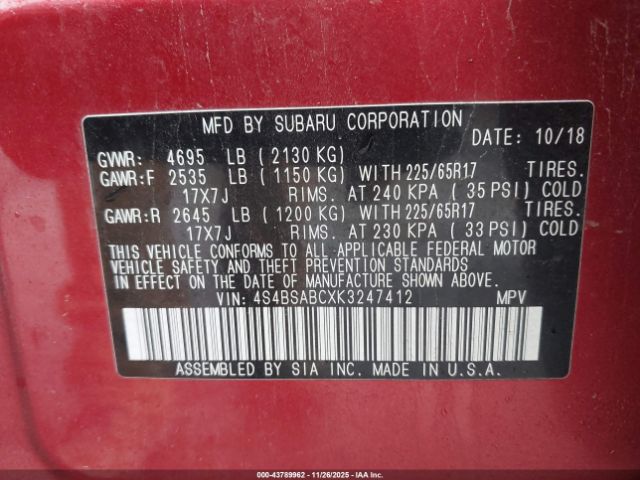 MFD BY SUBARU CORPORATION
DATE: 10/18
GVWR: 4695 LB ( 2130 KG)
GAWR:F 2535 LB ( 1150 KG) WITH 225/65R17 TIRES.
17X7J RIMS. AT 240 KPA ( 35 PSI) COLD
GAWR:R 2645 LB ( 1200 KG) WITH 225/65R17 TIRES.
17X7J RIMS. AT 230 KPA ( 33 PSI) COLD
THIS VEHICLE CONFORMS TO ALL APPLICABLE FEDERAL MOTOR
VEHICLE SAFETY AND THEFT PREVENTION STANDARDS
IN EFFECT ON THE DATE OF MANUFACTURE SHOWN ABOVE.
VIN: 4S4BSABCXK3247412 MPV
ASSEMBLED BY SIA INC. MADE IN U.S.A.
000-43789962 - 11/26/2025 - IAAI.COM